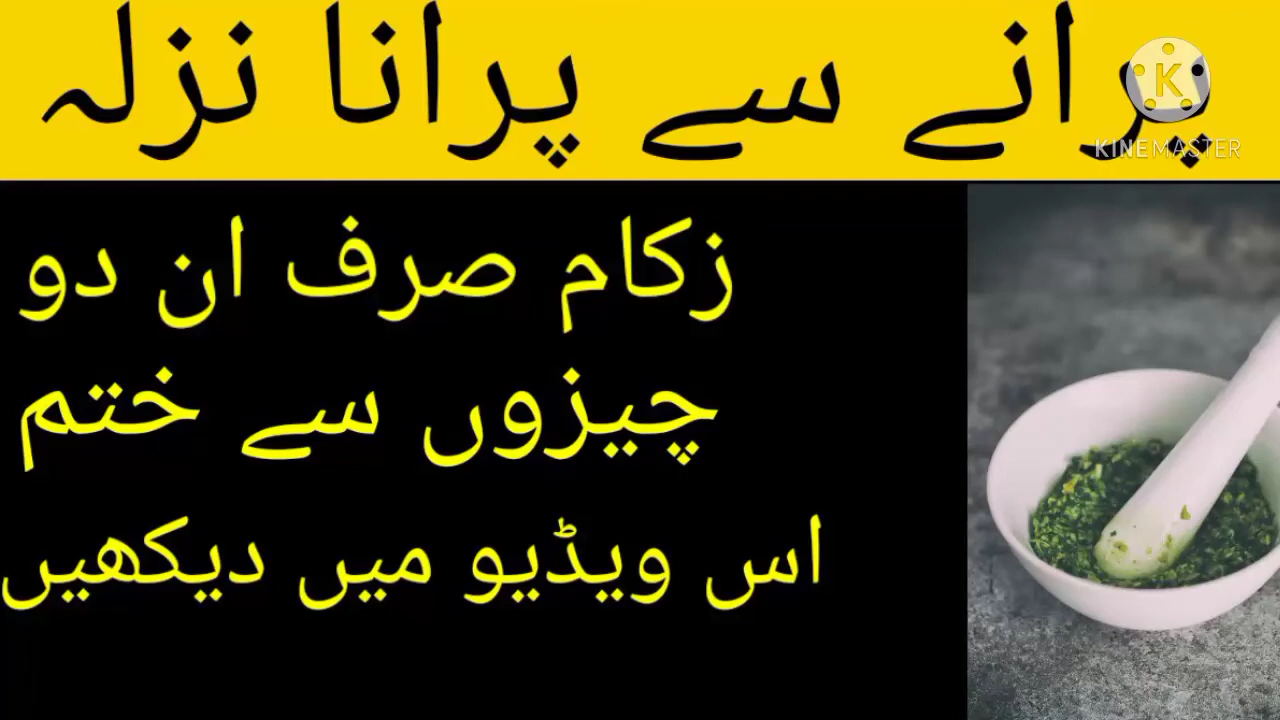 پرانے سے پرانا نزلہ
K
KINEMASTER
زکام صرف ان دو
چیزوں سے ختم
اس ویڈیو میں دیکھیں